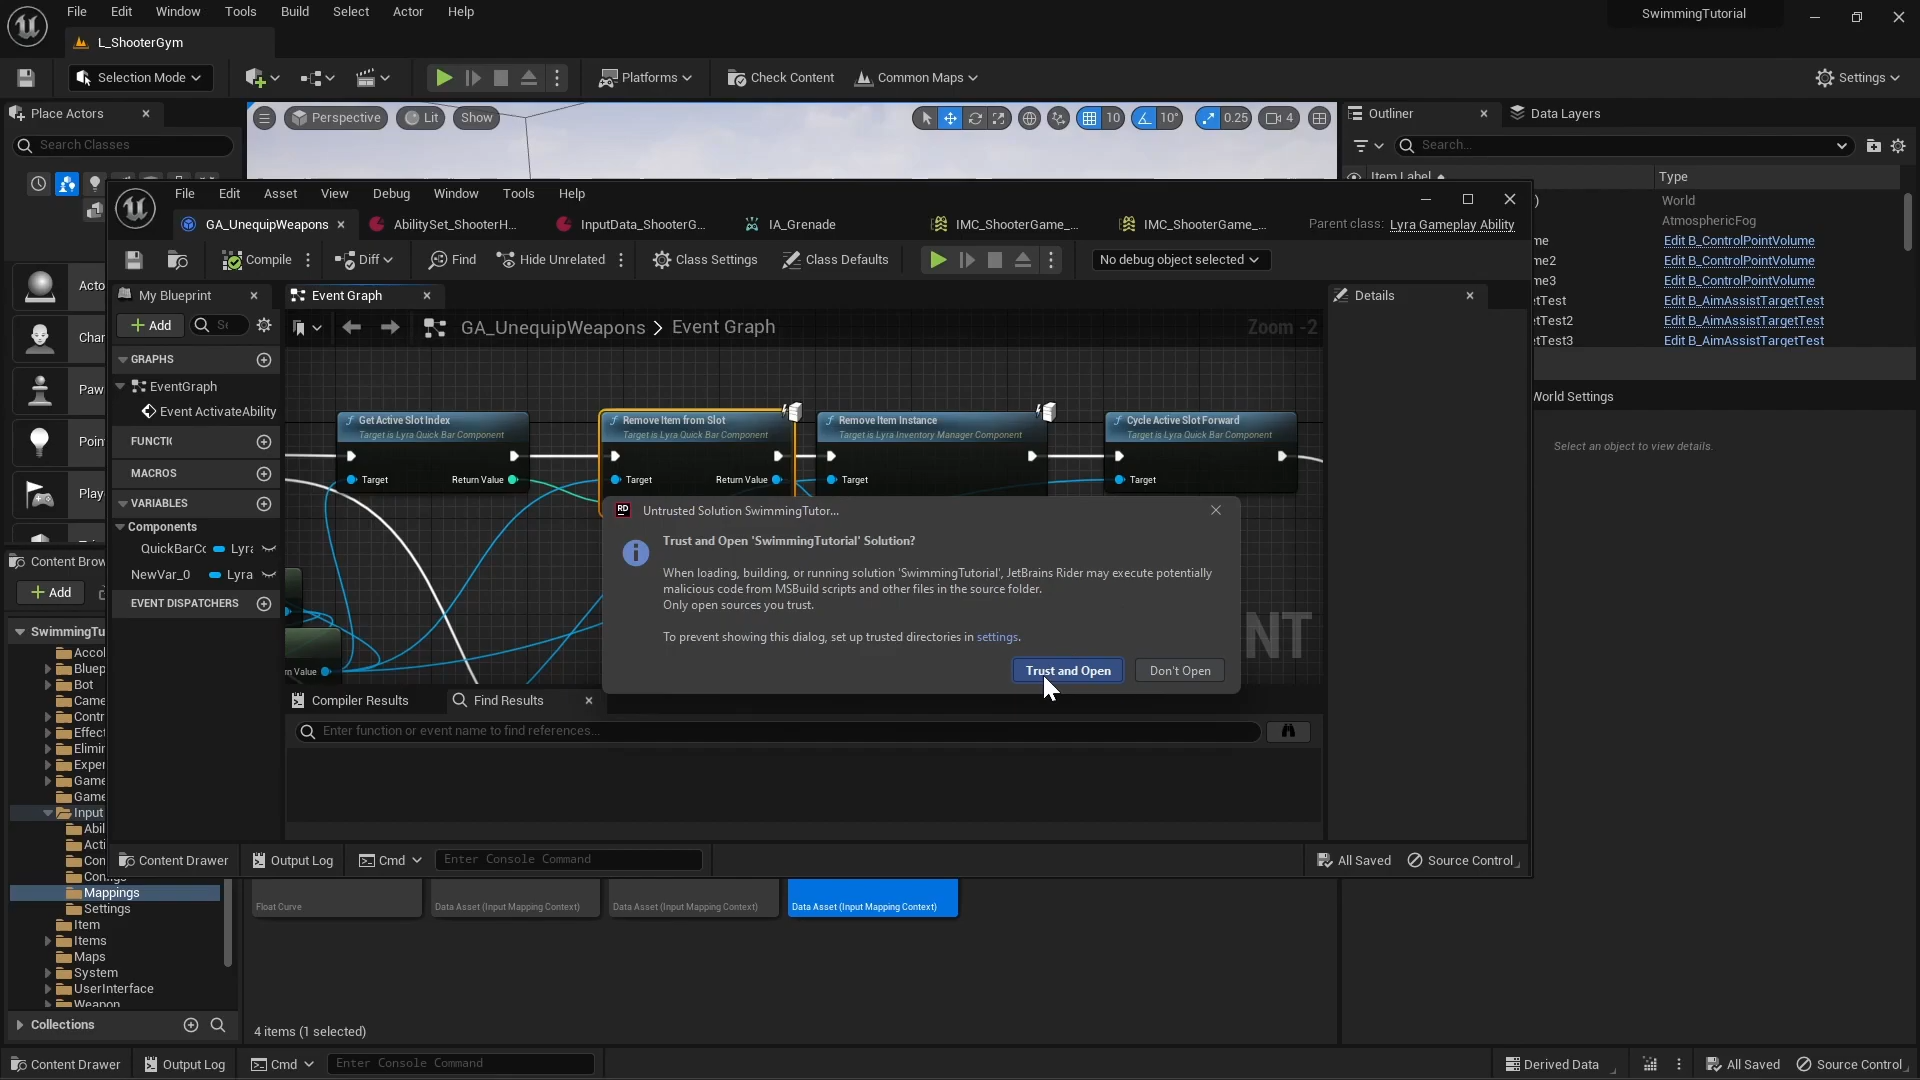 File Edit Window Tools Build Select Actor Help
SwimmingTutorial
L_ShooterGym
Selection Mode
Platforms
Check Content
Common Maps
Settings
Place Actors
Perspective
Lit
Show
10
10°
0.25
4
Outliner
Data Layers
Search Classes
Search...
Item Label
Type
World
AtmosphericFog
Edit B_ControlPointVolume
Edit B_ControlPointVolume
Edit B_ControlPointVolume
Edit B_AimAssistTargetTest
Edit B_AimAssistTargetTest
Edit B_AimAssistTargetTest
World Settings
Select an object to view details.
File Edit Asset View Debug Window Tools Help
GA_UnequipWeapons
AbilitySet_ShooterH...
InputData_ShooterG...
IA_Grenade
IMC_ShooterGame_...
IMC_ShooterGame_...
Parent class: Lyra Gameplay Ability
Compile
Diff
Find
Hide Unrelated
Class Settings
Class Defaults
No debug object selected
My Blueprint
Event Graph
Details
Add
GA_UnequipWeapons > Event Graph
Zoom -2
GRAPHS
EventGraph
Event ActivateAbility
FUNCTIO
MACROS
VARIABLES
Components
QuickBarCo
Lyra
NewVar_0
Lyra
EVENT DISPATCHERS
Get Active Slot Index
Target is Lyra Quick Bar Component
Target
Return Value
Remove Item from Slot
Target is Lyra Quick Bar Component
Target
Return Value
Remove Item Instance
Target is Lyra Inventory Manager Component
Target
Cycle Active Slot Forward
Target is Lyra Quick Bar Component
Target
RD
Untrusted Solution SwimmingTutor...
Trust and Open 'SwimmingTutorial' Solution?
When loading, building, or running solution 'SwimmingTutorial', JetBrains Rider may execute potentially
malicious code from MSBuild scripts and other files in the source folder.
Only open sources you trust.
To prevent showing this dialog, set up trusted directories in settings.
Trust and Open
Don't Open
Compiler Results
Find Results
Enter function or event name to find references...
Content Drawer
Output Log
Cmd
Enter Console Command
All Saved
Source Control
Add
SwimmingTu
Accol
Bluep
Bot
Came
Contr
Effect
Elimin
Exper
Game
Game
Input
Abil
Acti
Con
Mappings
Settings
Item
Items
Maps
System
UserInterface
Weapon
Collections
Float Curve
Data Asset (Input Mapping Context)
Data Asset (Input Mapping Context)
Data Asset (Input Mapping Context)
4 items (1 selected)
Content Drawer
Output Log
Cmd
Enter Console Command
Derived Data
All Saved
Source Control